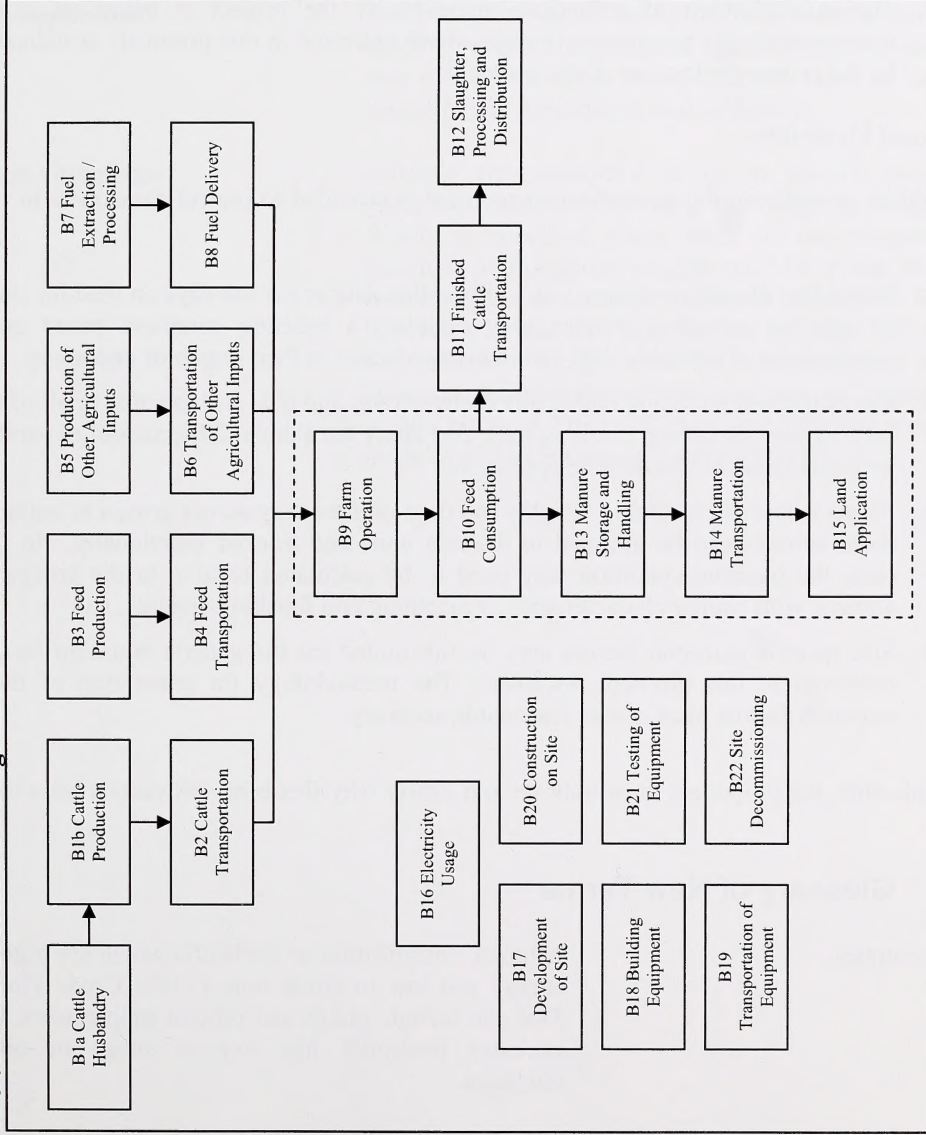 B1a Cattle
Husbandry
B1b Cattle
Production
B2 Cattle
Transportation
B3 Feed
Production
B4 Feed
Transportation
B5 Production of
Other Agricultural
Inputs
B6 Transportation
of Other
Agricultural Inputs
B7 Fuel
Extraction /
Processing
B8 Fuel Delivery
B9 Farm
Operation
B10 Feed
Consumption
B11 Finished
Cattle
Transportation
B12 Slaughter,
Processing and
Distribution
B13 Manure
Storage and
Handling
B14 Manure
Transportation
B15 Land
Application
B16 Electricity
Usage
B17
Development
of Site
B18 Building
Equipment
B19
Transportation of
Equipment
B20 Construction
on Site
B21 Testing of
Equipment
B222 Site
Decommissioning